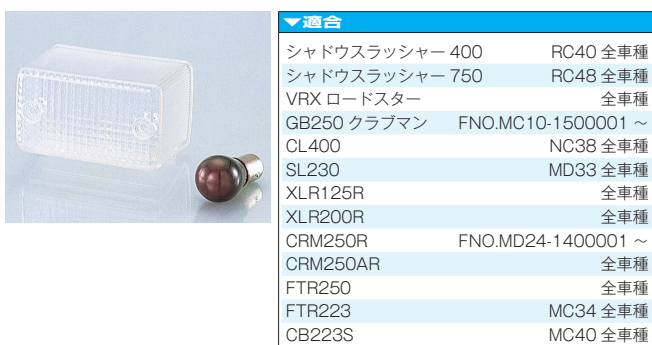 ▼適合
シャドウスラッシャー 400 RC40 全車種
シャドウスラッシャー 750 RC48 全車種
VRX ロードスター 全車種
GB250 クラブマン FNO.MC10-1500001 ～
CL400 NC38 全車種
SL230 MD33 全車種
XLR125R 全車種
XLR200R 全車種
CRM250R FNO.MD24-1400001 ～
CRM250AR 全車種
FTR250 全車種
FTR223 MC34 全車種
CB223S MC40 全車種